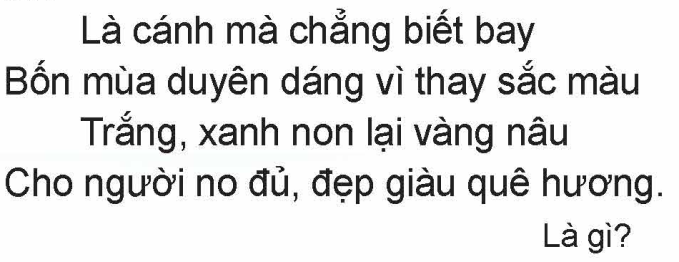 Là cánh mà chẳng biết bay
Bốn mùa duyên dáng vì thay sắc màu
Trắng, xanh non lại vàng nâu
Cho người no đủ, đẹp giàu quê hương.
Là gì?